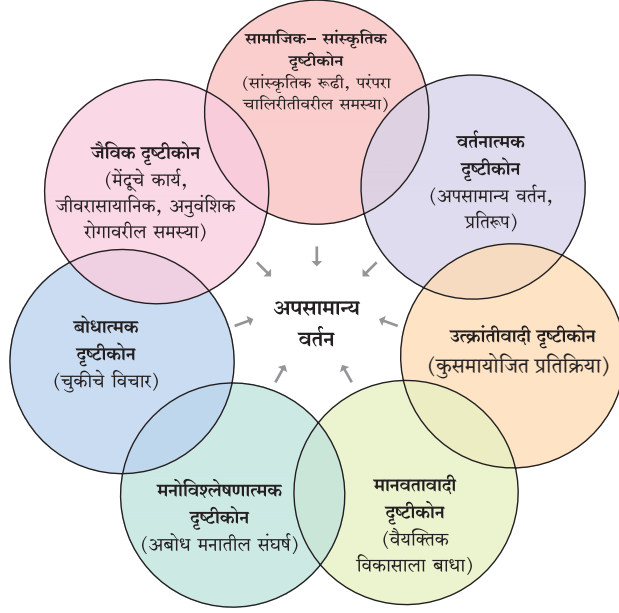 सामाजिक– सांस्कृतिक
दृष्टीकोन
(सांस्कृतिक रूढी, परंपरा
चालिरीतीवरील समस्या)
वर्तनात्मक
दृष्टीकोन
(अपसामान्य वर्तन,
प्रतिरूप)
उत्क्रांतीवादी दृष्टीकोन
(कुसमायोजित प्रतिक्रिया)
मानवतावादी
दृष्टीकोन
(वैयक्तिक
विकासाला बाधा)
मनोविश्लेषणात्मक
दृष्टीकोन
(अबोध मनातील संघर्ष)
बोधात्मक
दृष्टीकोन
(चुकीचे विचार)
जैविक दृष्टीकोन
(मेंदूचे कार्य,
जीवरासायानिक, अनुवंशिक
रोगावरील समस्या)
अपसामान्य
वर्तन